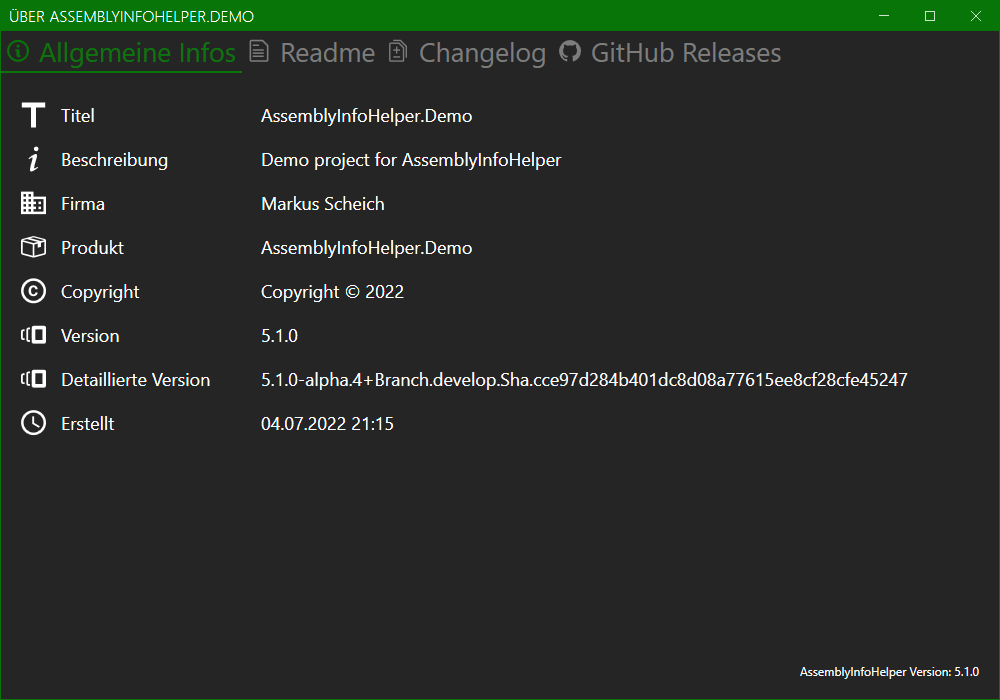 ÜBER ASSEMBLYINFOHELPER.DEMO
Allgemeine Infos Readme Changelog GitHub Releases
Titel AssemblyInfoHelper.Demo
Beschreibung Demo project for AssemblyInfoHelper
Firma Markus Scheich
Produkt AssemblyInfoHelper.Demo
Copyright Copyright © 2022
Version 5.1.0
Detaillierte Version 5.1.0-alpha.4+Branch.develop.Sha.cce97d284b401dc8d08a77615ee8cf28cfe45247
Erstellt 04.07.2022 21:15
AssemblyInfoHelper Version: 5.1.0